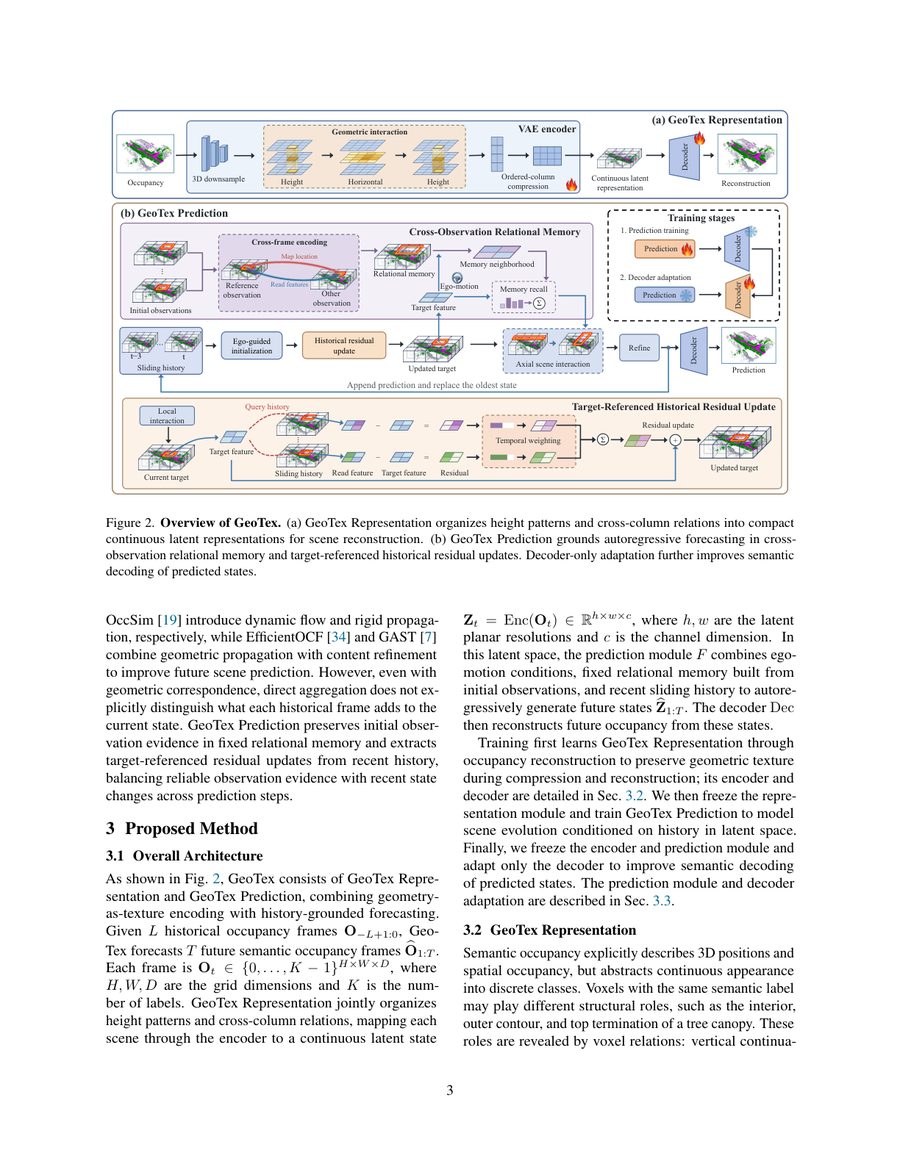 (a) GeoTex Representation
VAE encoder
Geometric interaction
Occupancy
3D downsample
Height
Horizontal
Height
Ordered-column
compression
Continuous latent
representation
Decoder
Reconstruction
(b) GeoTex Prediction
Cross-Observation Relational Memory
Initial observations
Cross-frame encoding
Map location
Read features
Reference
observation
Other
observation
Relational memory
Memory neighborhood
Ego-motion
Target feature
Memory recall
Σ
Training stages
1. Prediction training
Prediction
Decoder
2. Decoder adaptation
Prediction
Decoder
t−3
...
t
Sliding history
Ego-guided
initialization
Historical residual
update
Updated target
Axial scene interaction
Refine
Decoder
Prediction
Append prediction and replace the oldest state
Target-Referenced Historical Residual Update
Local
interaction
Current target
Target feature
Query history
Sliding history
Read feature
−
Target feature
=
Residual
−
=
Temporal weighting
Σ
Residual update
+
Updated target
Figure 2. Overview of GeoTex. (a) GeoTex Representation organizes height patterns and cross-column relations into compact
continuous latent representations for scene reconstruction. (b) GeoTex Prediction grounds autoregressive forecasting in cross-
observation relational memory and target-referenced historical residual updates. Decoder-only adaptation further improves semantic
decoding of predicted states.
OccSim [19] introduce dynamic flow and rigid propaga-
tion, respectively, while EfficientOCF [34] and GAST [7]
combine geometric propagation with content refinement
to improve future scene prediction. However, even with
geometric correspondence, direct aggregation does not ex-
plicitly distinguish what each historical frame adds to the
current state. GeoTex Prediction preserves initial obser-
vation evidence in fixed relational memory and extracts
target-referenced residual updates from recent history,
balancing reliable observation evidence with recent state
changes across prediction steps.
3 Proposed Method
3.1 Overall Architecture
As shown in Fig. 2, GeoTex consists of GeoTex Repre-
sentation and GeoTex Prediction, combining geometry-
as-texture encoding with history-grounded forecasting.
Given L historical occupancy frames O₋L₊₁:₀, Geo-
Tex forecasts T future semantic occupancy frames Ô₁:T.
Each frame is Oₜ ∈ {0, . . . , K − 1}^{H×W×D}, where
H, W, D are the grid dimensions and K is the num-
ber of labels. GeoTex Representation jointly organizes
height patterns and cross-column relations, mapping each
scene through the encoder to a continuous latent state
Zₜ = Enc(Oₜ) ∈ ℝ^{h×w×c}, where h, w are the latent
planar resolutions and c is the channel dimension. In
this latent space, the prediction module F combines ego-
motion conditions, fixed relational memory built from
initial observations, and recent sliding history to autore-
gressively generate future states Ẑ₁:T. The decoder Dec
then reconstructs future occupancy from these states.
Training first learns GeoTex Representation through
occupancy reconstruction to preserve geometric texture
during compression and reconstruction; its encoder and
decoder are detailed in Sec. 3.2. We then freeze the repre-
sentation module and train GeoTex Prediction to model
scene evolution conditioned on history in latent space.
Finally, we freeze the encoder and prediction module and
adapt only the decoder to improve semantic decoding
of predicted states. The prediction module and decoder
adaptation are described in Sec. 3.3.
3.2 GeoTex Representation
Semantic occupancy explicitly describes 3D positions and
spatial occupancy, but abstracts continuous appearance
into discrete classes. Voxels with the same semantic label
may play different structural roles, such as the interior,
outer contour, and top termination of a tree canopy. These
roles are revealed by voxel relations: vertical continua-
3